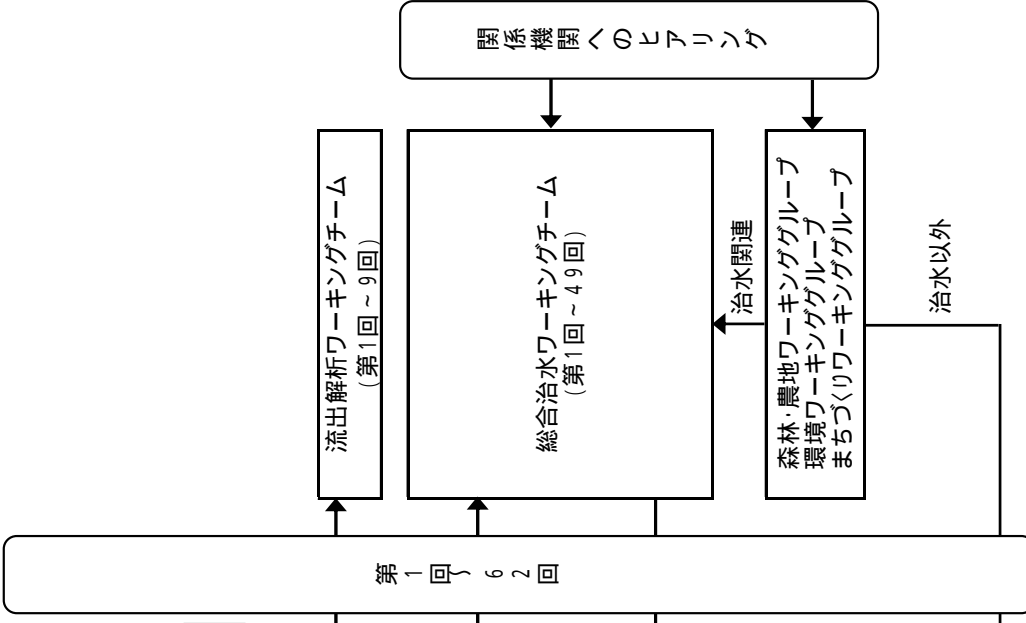 関係機関へのヒアリング
流出解析ワーキングチーム
(第1回~9回)
総合治水ワーキングチーム
(第1回~49回)
治水関連
森林・農地ワーキンググループ
環境ワーキンググループ
まちづくりワーキンググループ
治水以外
第1回~62回